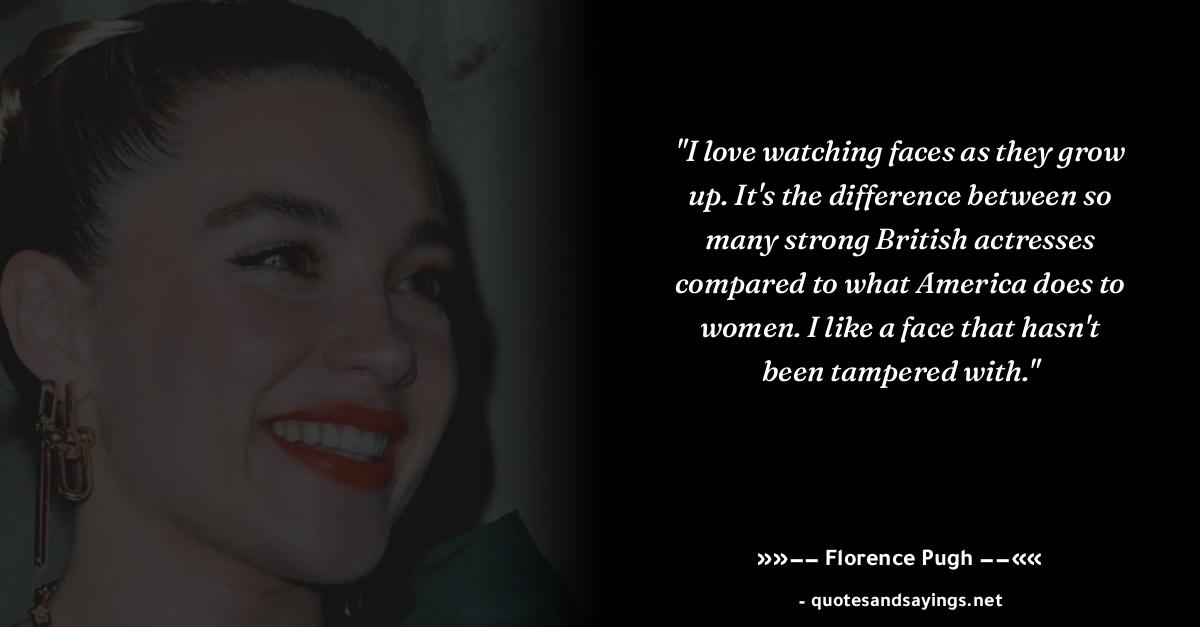 "I love watching faces as they grow
up. It's the difference between so
many strong British actresses
compared to what America does to
women. I like a face that hasn't
been tampered with."
»»−− Florence Pugh −−««
- quotesandsayings.net